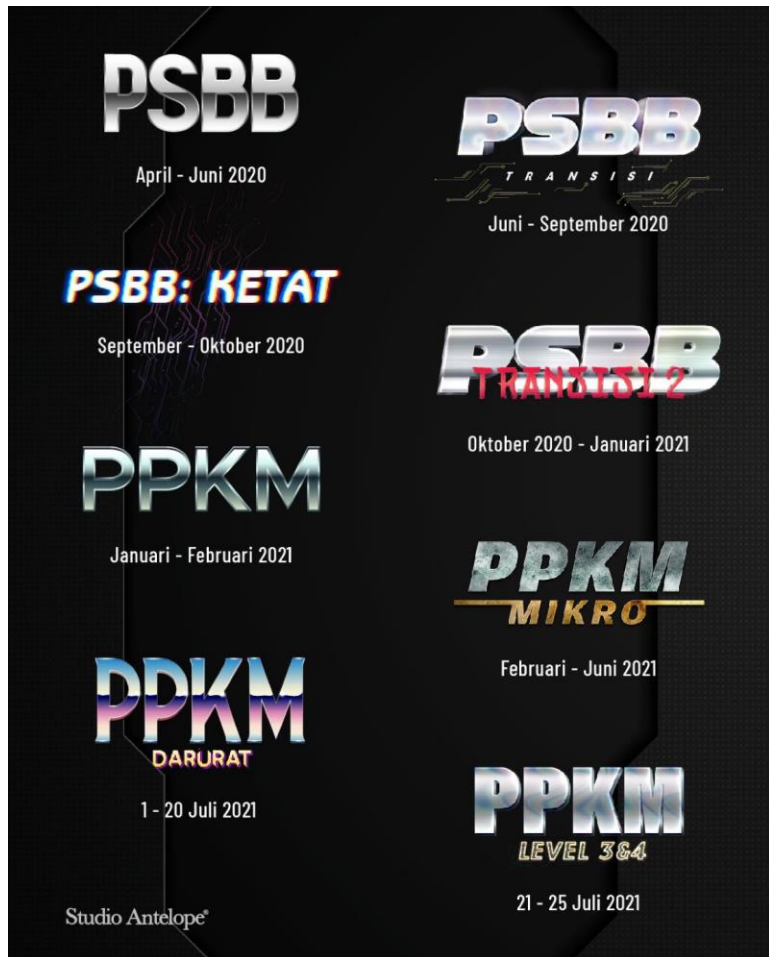 PSBB
April - Juni 2020
PSBB
TRANSISI
Juni - September 2020
PSBB: KETAT
September - Oktober 2020
PSBB
TRANSISI 2
Oktober 2020 - Januari 2021
PPKM
Januari - Februari 2021
PPKM
MIKRO
Februari - Juni 2021
PPKM
DARURAT
1 - 20 Juli 2021
PPKM
LEVEL 3&4
21 - 25 Juli 2021
Studio Antelope®